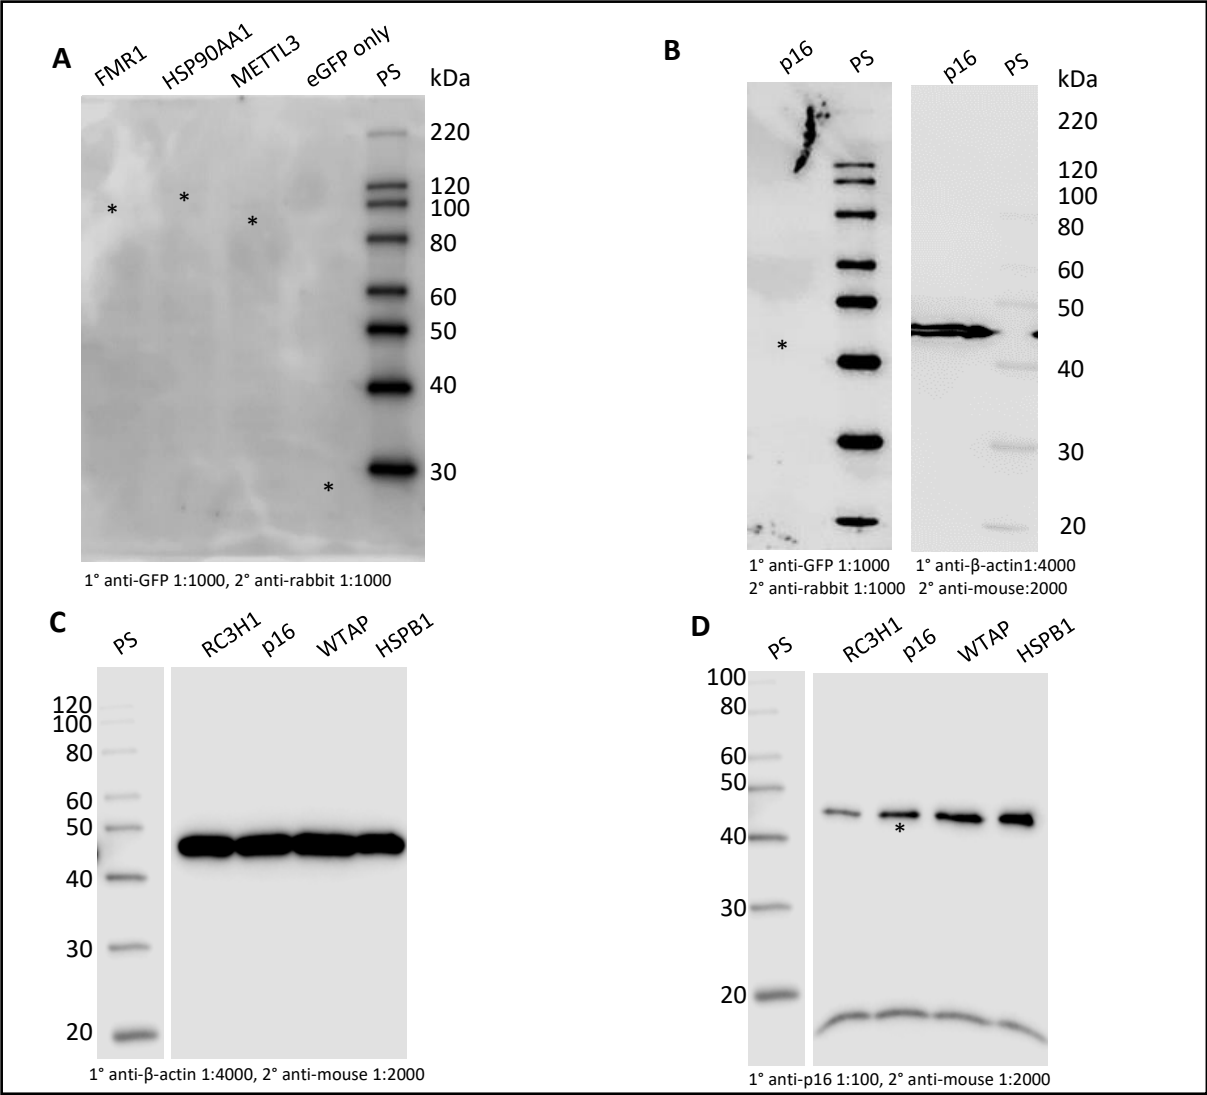 A
FMR1
HSP90AA1
METTL3
eGFP only
PS
kDa
220
120
100
80
60
50
40
30
*
*
*
*
1° anti-GFP 1:1000, 2° anti-rabbit 1:1000
B
p16
PS
p16
PS
kDa
220
120
100
80
60
50
40
30
20
*
1° anti-GFP 1:1000
2° anti-rabbit 1:1000
1° anti-β-actin1:4000
2° anti-mouse:2000
C
PS
RC3H1
p16
WTAP
HSPB1
120
100
80
60
50
40
30
20
1° anti-β-actin 1:4000, 2° anti-mouse 1:2000
D
PS
RC3H1
p16
WTAP
HSPB1
100
80
60
50
40
30
20
*
1° anti-p16 1:100, 2° anti-mouse 1:2000